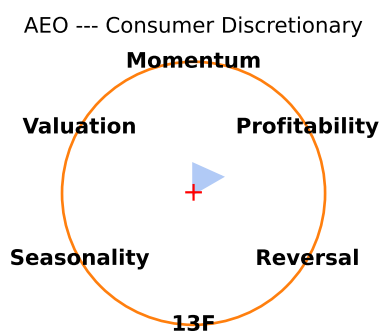 AEO --- Consumer Discretionary
Momentum
Valuation
Profitability
Seasonality
Reversal
13F